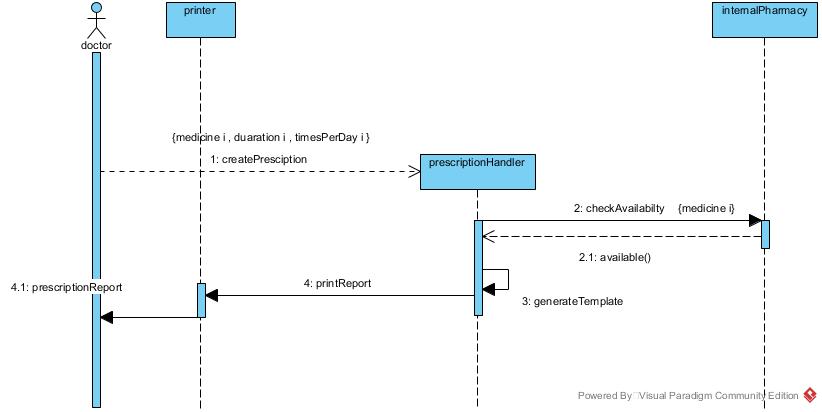 printer
internalPharmacy
doctor
{medicine i , duaration i , timesPerDay i }
1: createPresciption
prescriptionHandler
2: checkAvailabilty {medicine i}
2.1: available()
4.1: prescriptionReport
4: printReport
3: generateTemplate
Powered By Visual Paradigm Community Edition